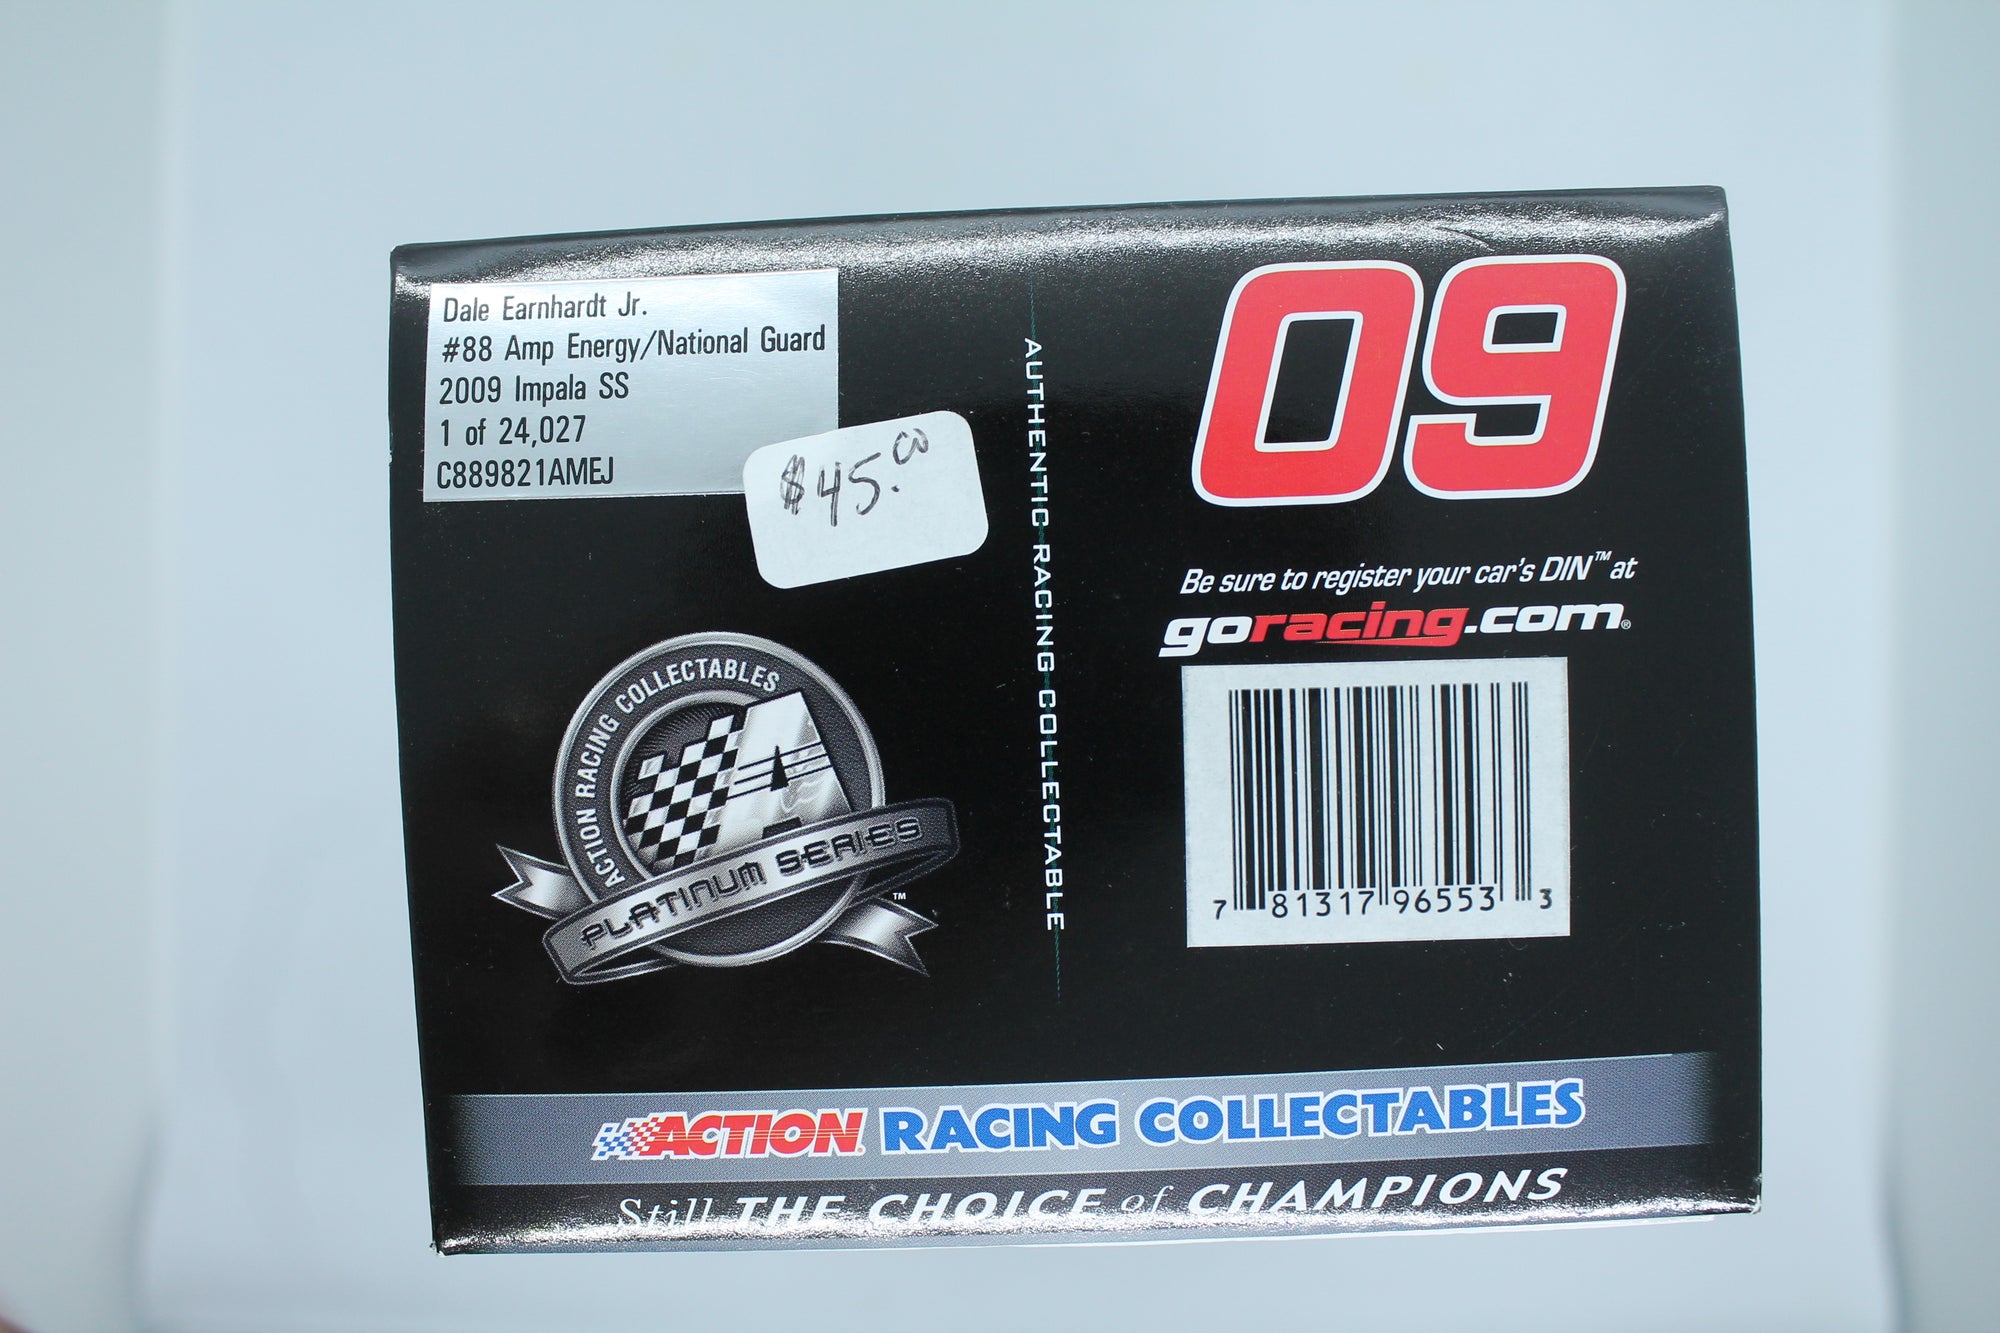 Dale Earnhardt Jr.
#88 Amp Energy/National Guard
2009 Impala SS
1 of 24,027
C889821AMEJ
$45.00
ACTION RACING COLLECTABLES
A
PLATINUM SERIES
TM
AUTHENTIC RACING COLLECTABLE
09
Be sure to register your car's DIN™ at
goracing.com®
7 81317 96553 3
ACTION RACING COLLECTABLES
Still THE CHOICE of CHAMPIONS